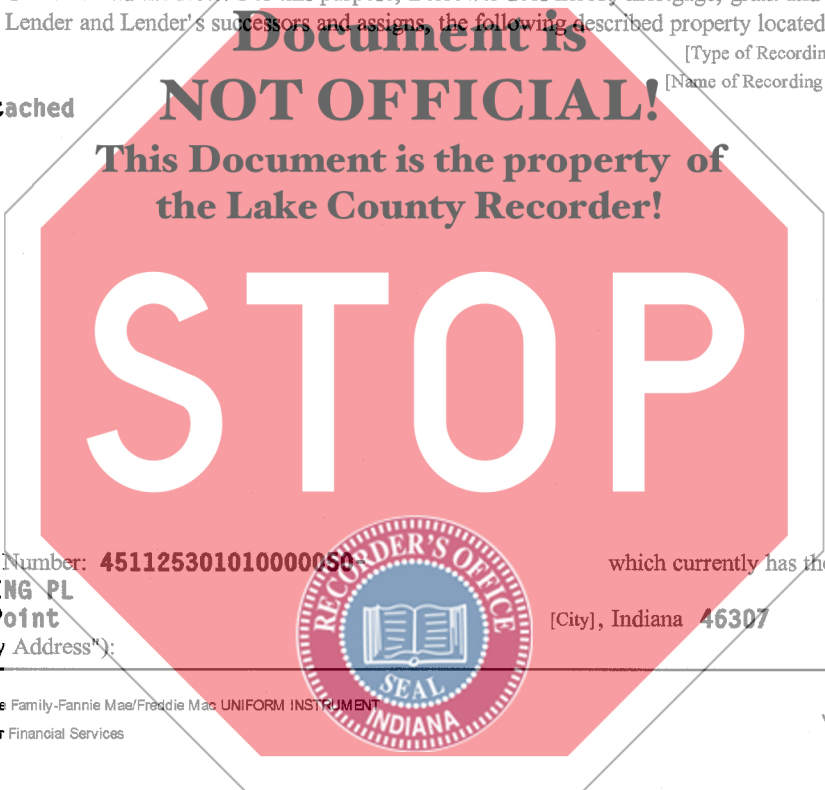 Lender and Lender's successors and assigns, the following described property located
Document is
[Type of Recordin
NOT OFFICIAL!
[Name of Recording
ached
This Document is the property of
the Lake County Recorder!
STOP
Number: 451125301010000050-
which currently has the
NG PL
Point
[City], Indiana 46307
Address"):
RECORDER'S OFFICE
SEAL
INDIANA
Family-Fannie Mae/Freddie Mac UNIFORM INSTRUMENT
Financial Services